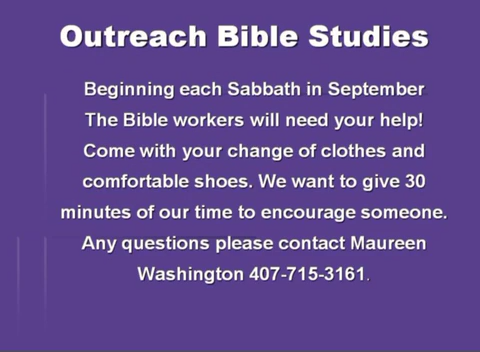 Outreach Bible Studies
Beginning each Sabbath in September
The Bible workers will need your help!
Come with your change of clothes and
comfortable shoes. We want to give 30
minutes of our time to encourage someone.
Any questions please contact Maureen
Washington 407-715-3161.